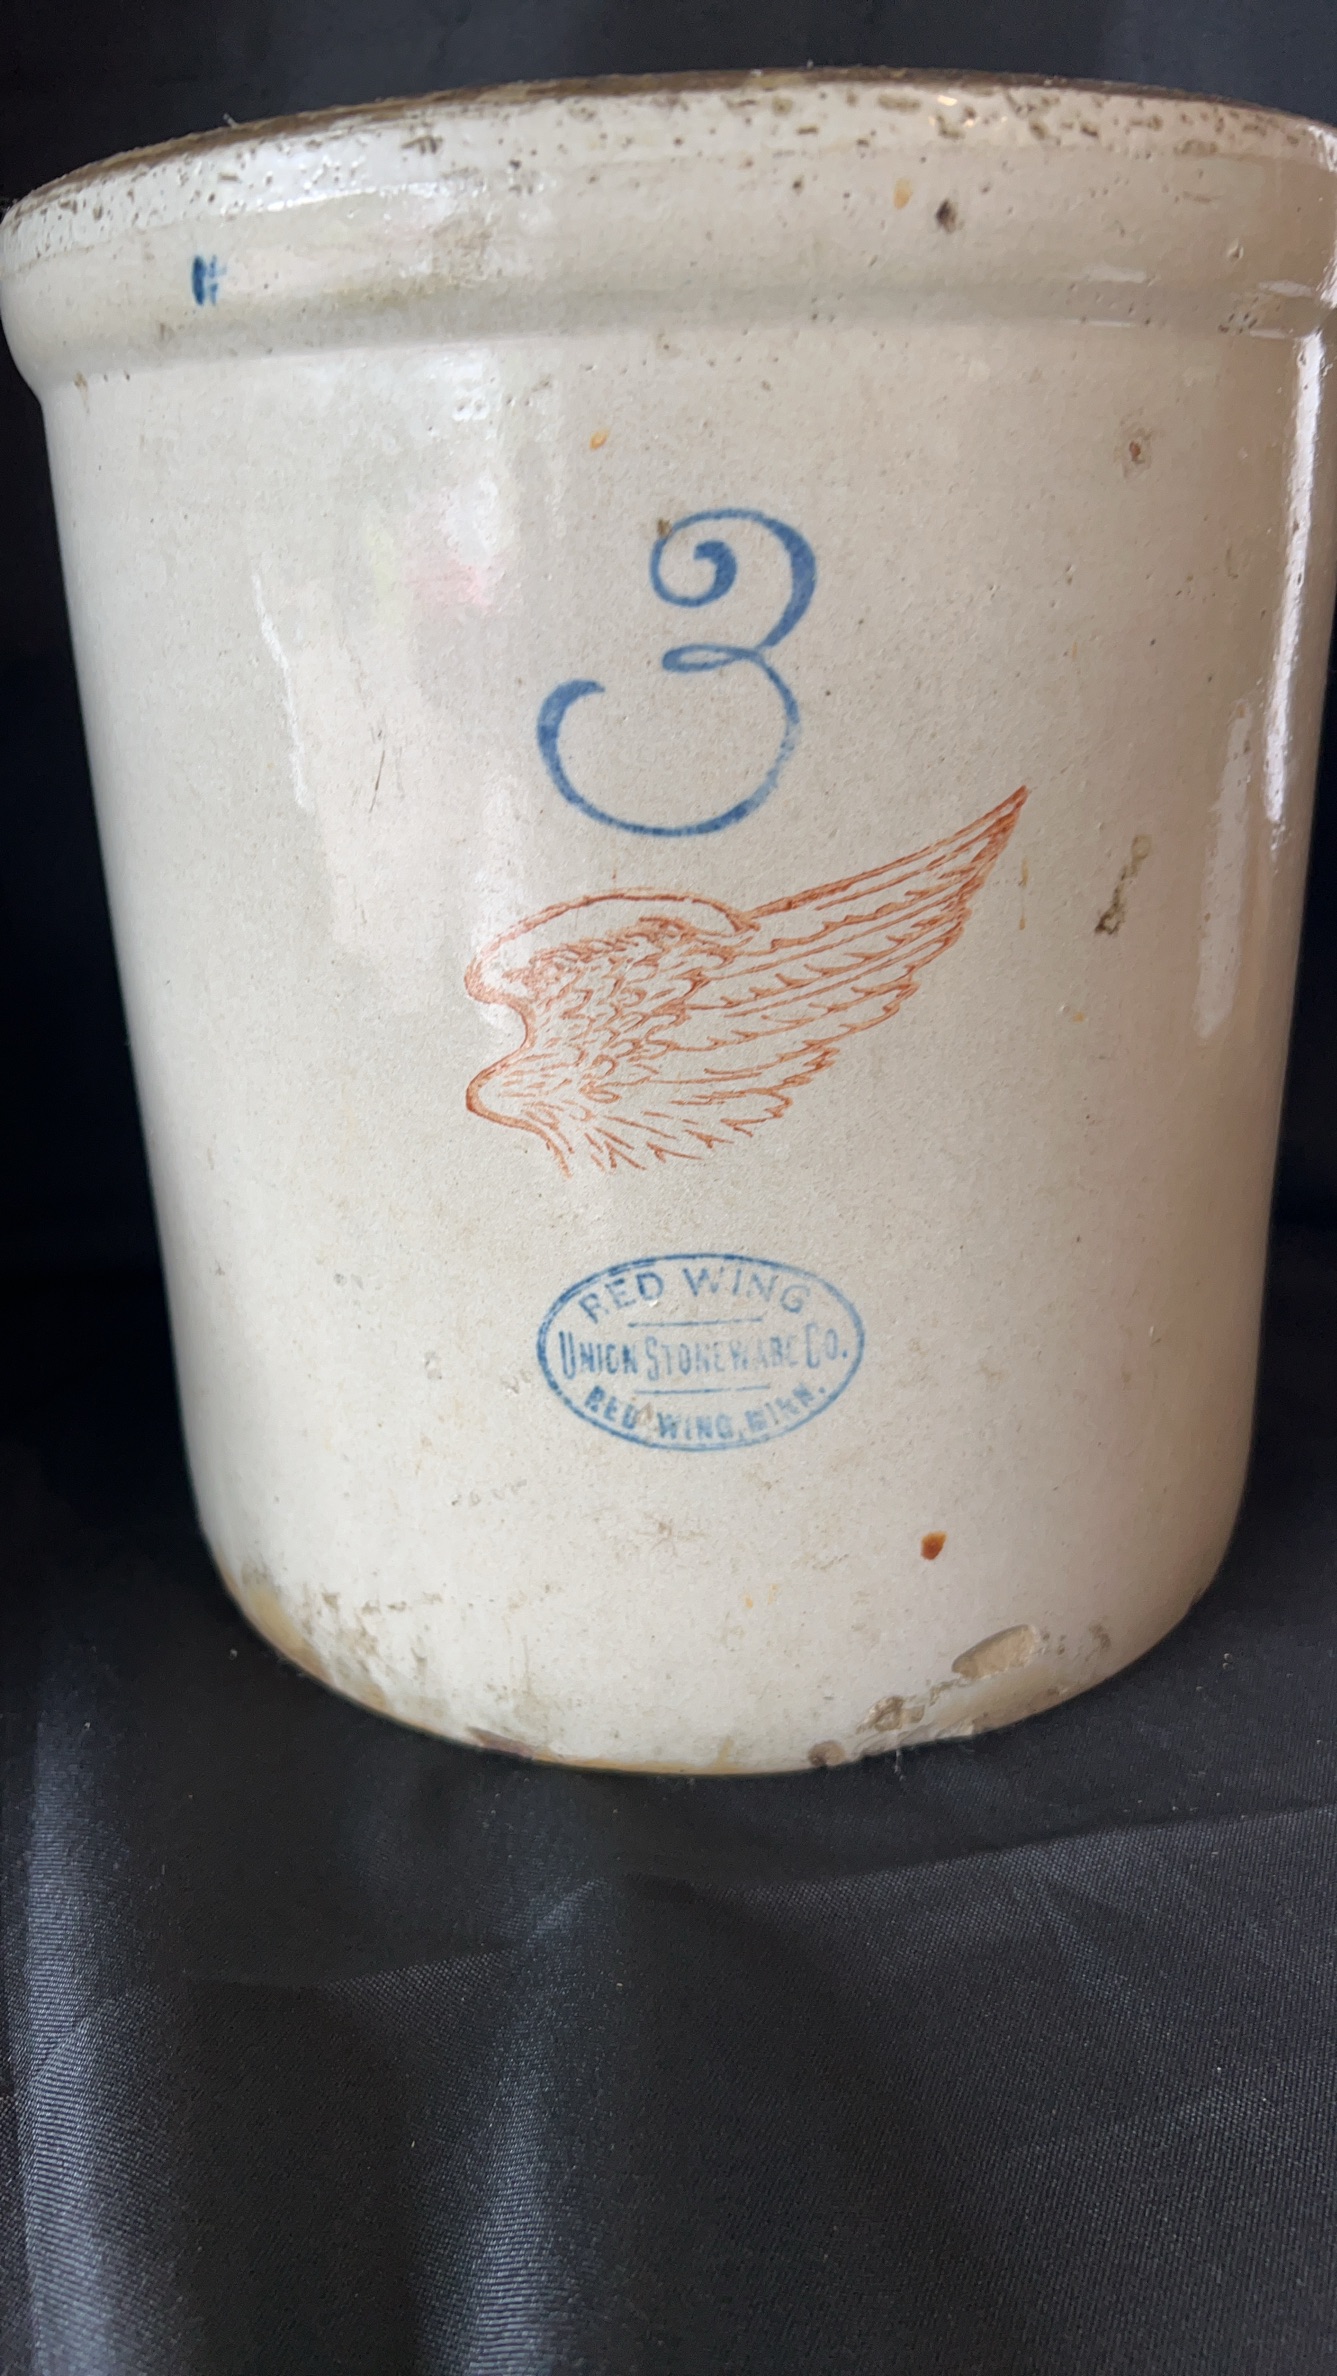 3
RED WING
UNION STONEWARE CO.
RED WING, MINN.